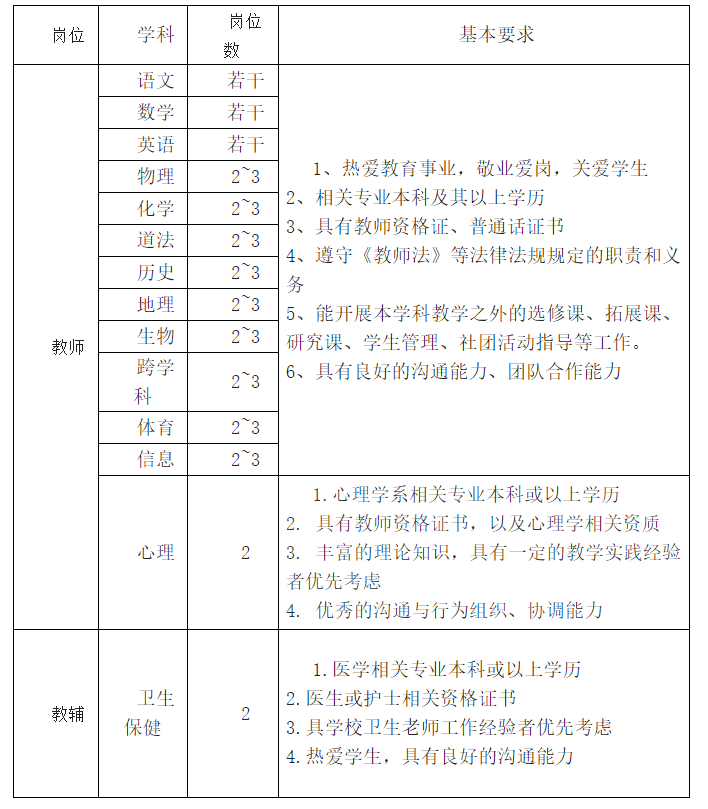 岗位 学科 岗位数 基本要求
教师
语文 若干
数学 若干
英语 若干
物理 2~3
化学 2~3
道法 2~3
历史 2~3
地理 2~3
生物 2~3
跨学
科 2~3
体育 2~3
信息 2~3
1、热爱教育事业，敬业爱岗，关爱学生
2、相关专业本科及其以上学历
3、具有教师资格证、普通话证书
4、遵守《教师法》等法律法规规定的职责和义
务
5、能开展本学科教学之外的选修课、拓展课、
研究课、学生管理、社团活动指导等工作。
6、具有良好的沟通能力、团队合作能力
心理 2
1.心理学系相关专业本科或以上学历
2. 具有教师资格证书，以及心理学相关资质
3. 丰富的理论知识，具有一定的教学实践经验
者优先考虑
4. 优秀的沟通与行为组织、协调能力
教辅
卫生
保健 2
1.医学相关专业本科或以上学历
2.医生或护士相关资格证书
3.具学校卫生老师工作经验者优先考虑
4.热爱学生，具有良好的沟通能力